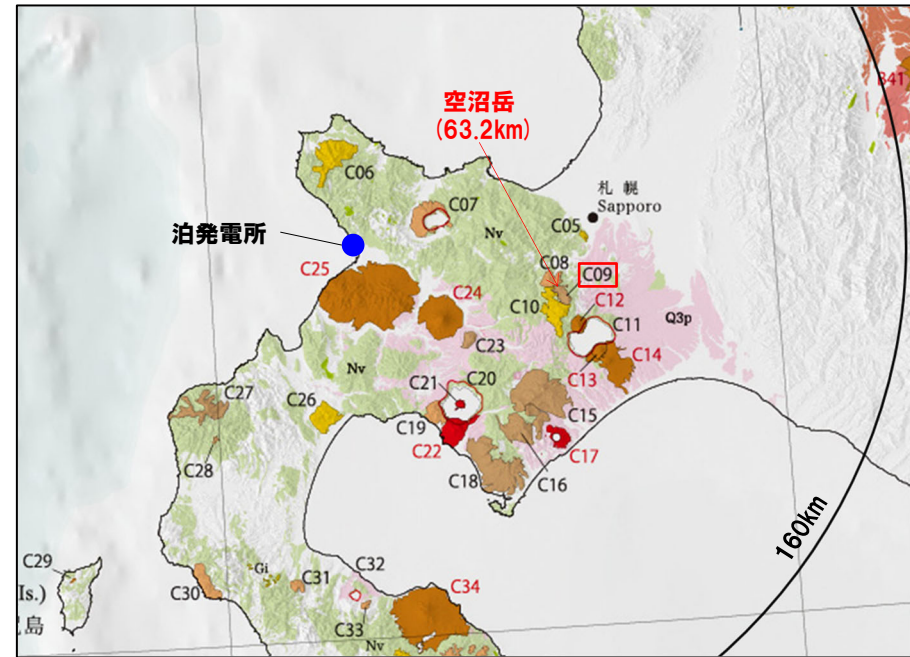 空沼岳
(63.2km)
B41
C06
札幌
Sapporo
C07
C05
Nv
泊発電所
C25
C08
C09
C24
C10
C12
C11
Q3p
C23
C14
C13
Nv
C20
C21
C27
C26
C15
C19
C22
C17
C28
C18
C16
160km
C29
Gi
C32
C31
C34
Is.)
C30
島
C33
Nv